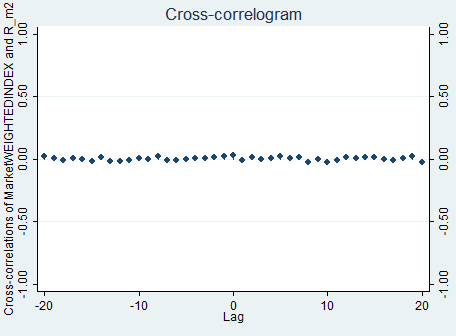 Cross-correlogram
Cross-correlations of MarketWEIGHTEDINDEX and R_m2
1.00
0.50
0.00
-0.50
-1.00
1.00
0.50
0.00
-0.50
-1.00
-20 -10 0 10 20
Lag